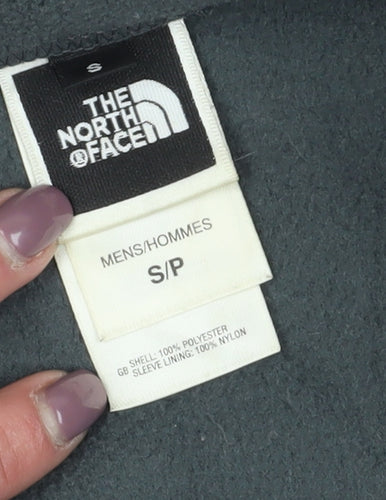 S
THE
NORTH
FACE®
MENS/HOMMES
S/P
GB SHELL: 100% POLYESTER
SLEEVE LINING: 100% NYLON